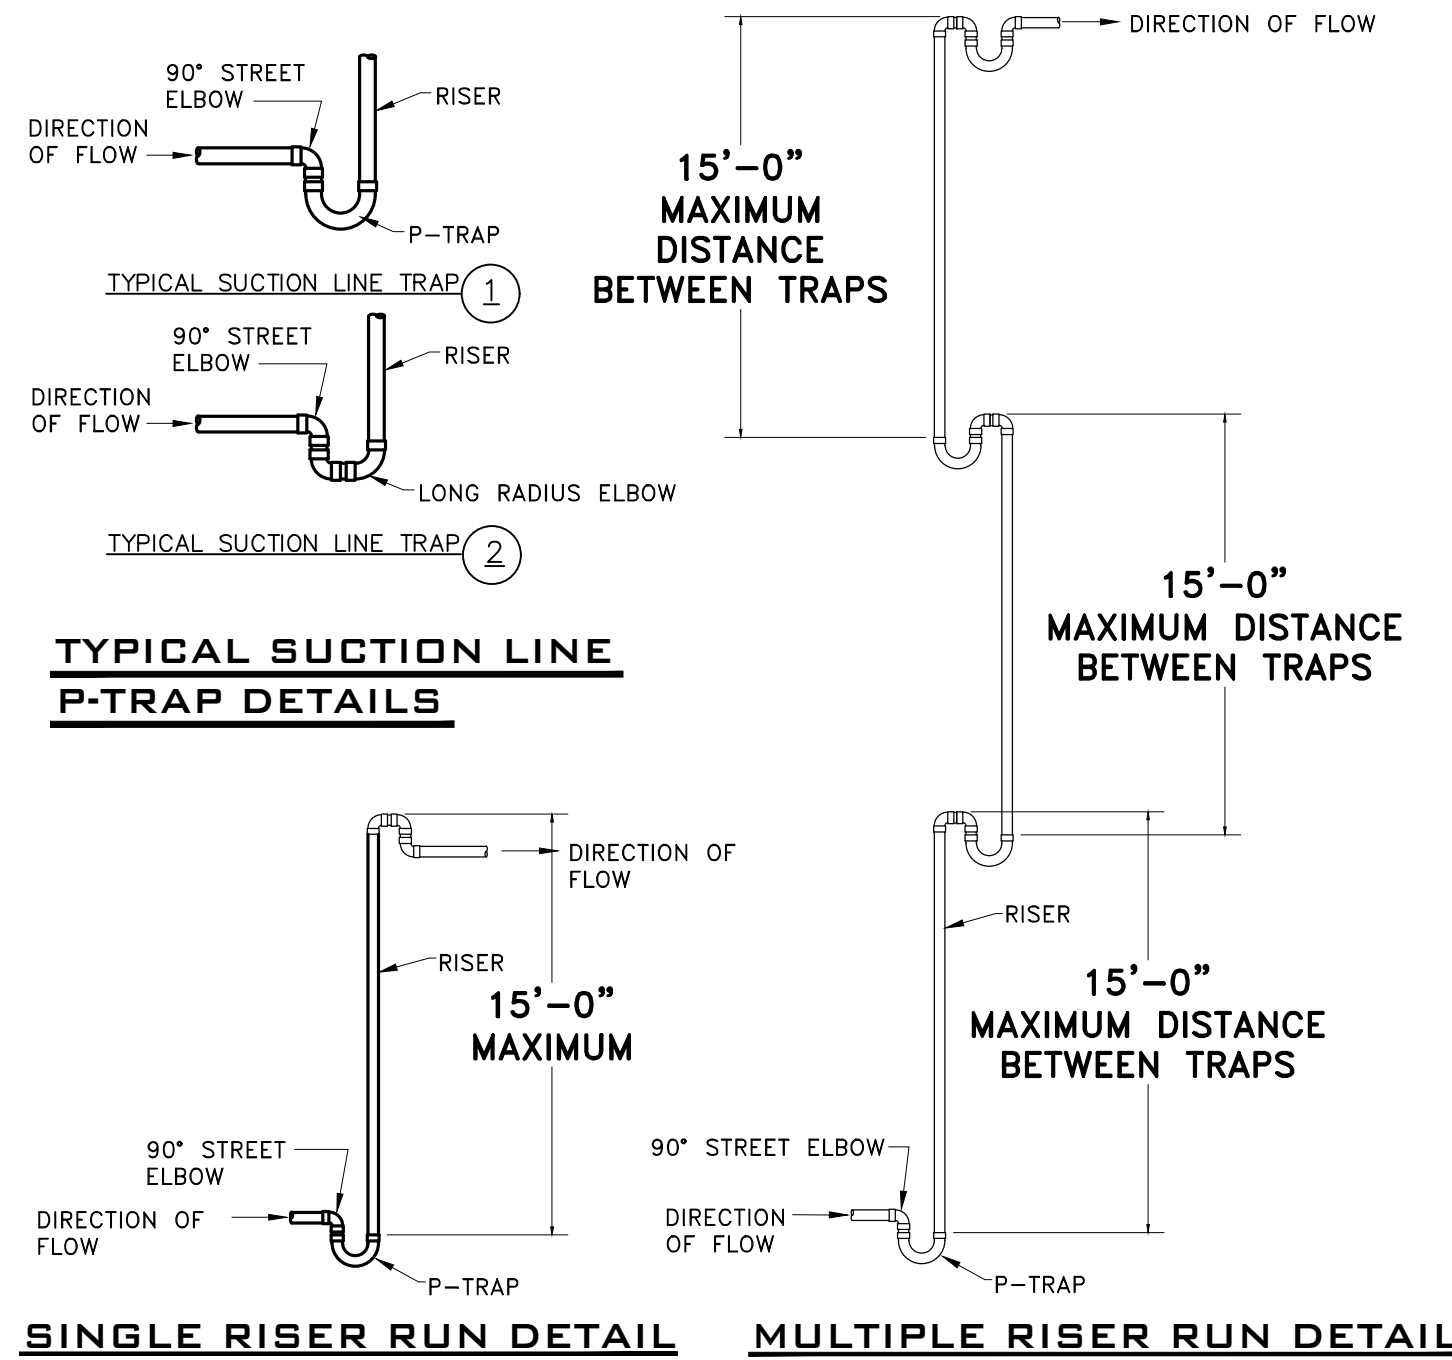 90° STREET
ELBOW
RISER
DIRECTION
OF FLOW
P-TRAP
TYPICAL SUCTION LINE TRAP 1
90° STREET
ELBOW
RISER
DIRECTION
OF FLOW
LONG RADIUS ELBOW
TYPICAL SUCTION LINE TRAP 2
TYPICAL SUCTION LINE
P-TRAP DETAILS
DIRECTION OF
FLOW
RISER
15'-0"
MAXIMUM
90° STREET
ELBOW
DIRECTION OF
FLOW
P-TRAP
SINGLE RISER RUN DETAIL
DIRECTION OF FLOW
15'-0"
MAXIMUM
DISTANCE
BETWEEN TRAPS
15'-0"
MAXIMUM DISTANCE
BETWEEN TRAPS
RISER
15'-0"
MAXIMUM DISTANCE
BETWEEN TRAPS
90° STREET ELBOW
DIRECTION
OF FLOW
P-TRAP
MULTIPLE RISER RUN DETAIL